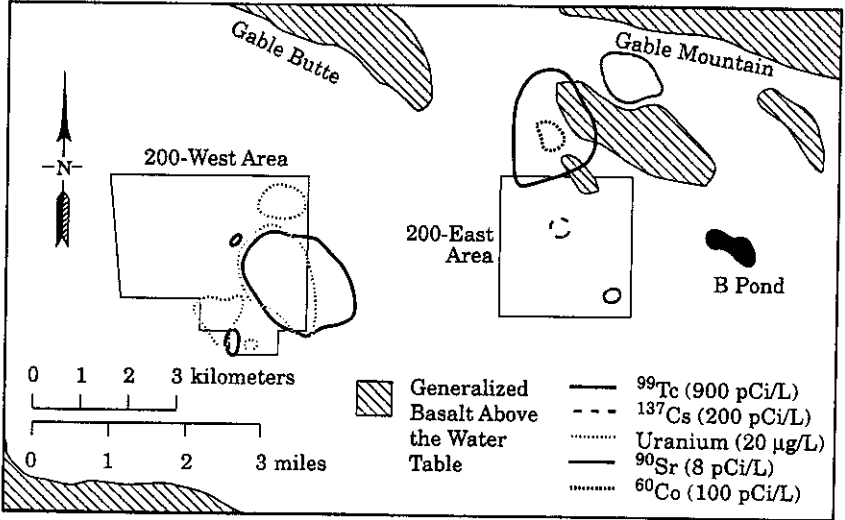 Gable Butte
Gable Mountain
N
200-West Area
200-East
Area
B Pond
0 1 2 3 kilometers
0 1 2 3 miles
Generalized
Basalt Above
the Water
Table
⁹⁹Tc (900 pCi/L)
¹³⁷Cs (200 pCi/L)
Uranium (20 µg/L)
⁹⁰Sr (8 pCi/L)
⁶⁰Co (100 pCi/L)